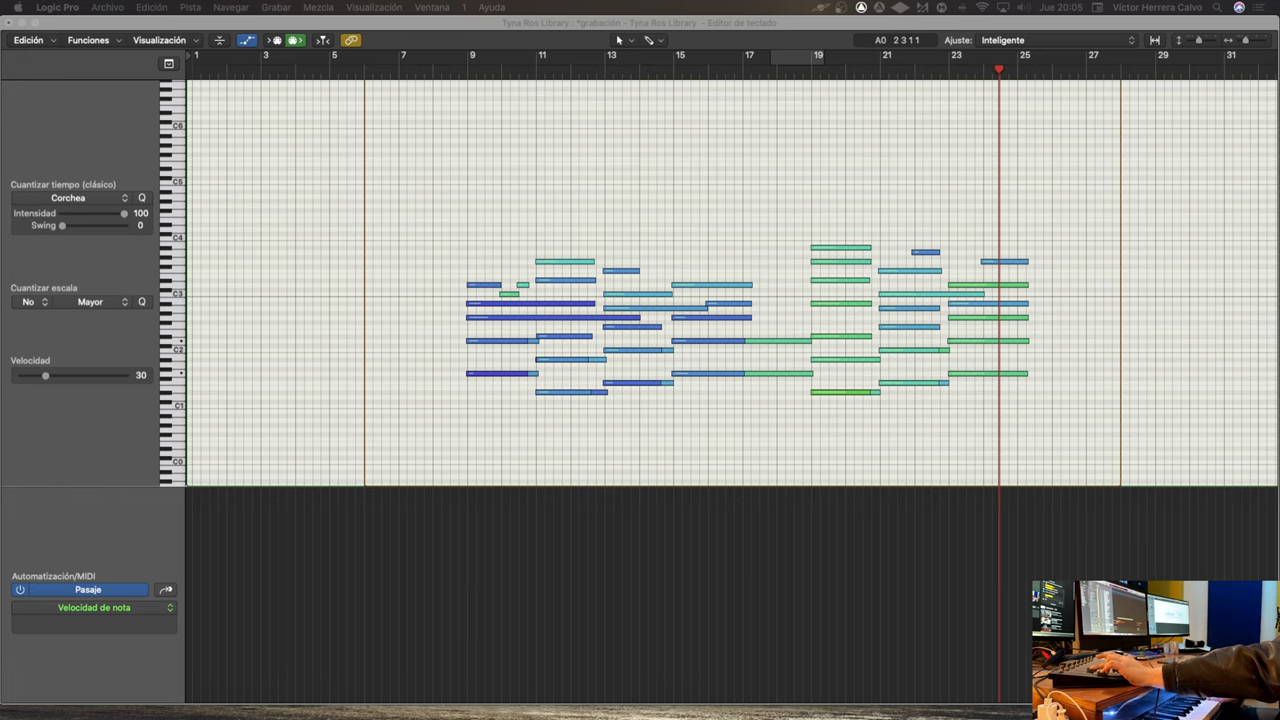 Logic Pro Archivo Edición Pista Navegar Grabar Mezcla Visualización Ventana 1 Ayuda Jue 20:05 Víctor Herrera Calvo
Tyna Ros Library : *grabación - Tyna Ros Library - Editor de teclado
Edición Funciones Visualización A0 2 3 1 1 Ajuste: Inteligente
1 3 5 7 9 11 13 15 17 19 21 23 25 27 29 31
C6
C5
Cuantizar tiempo (clásico)
Corchea Q
Intensidad 100
Swing 0
C4
Cuantizar escala
No Mayor Q
C3
C2
Velocidad
30
C1
C0
Automatización/MIDI
Pasaje
Velocidad de nota